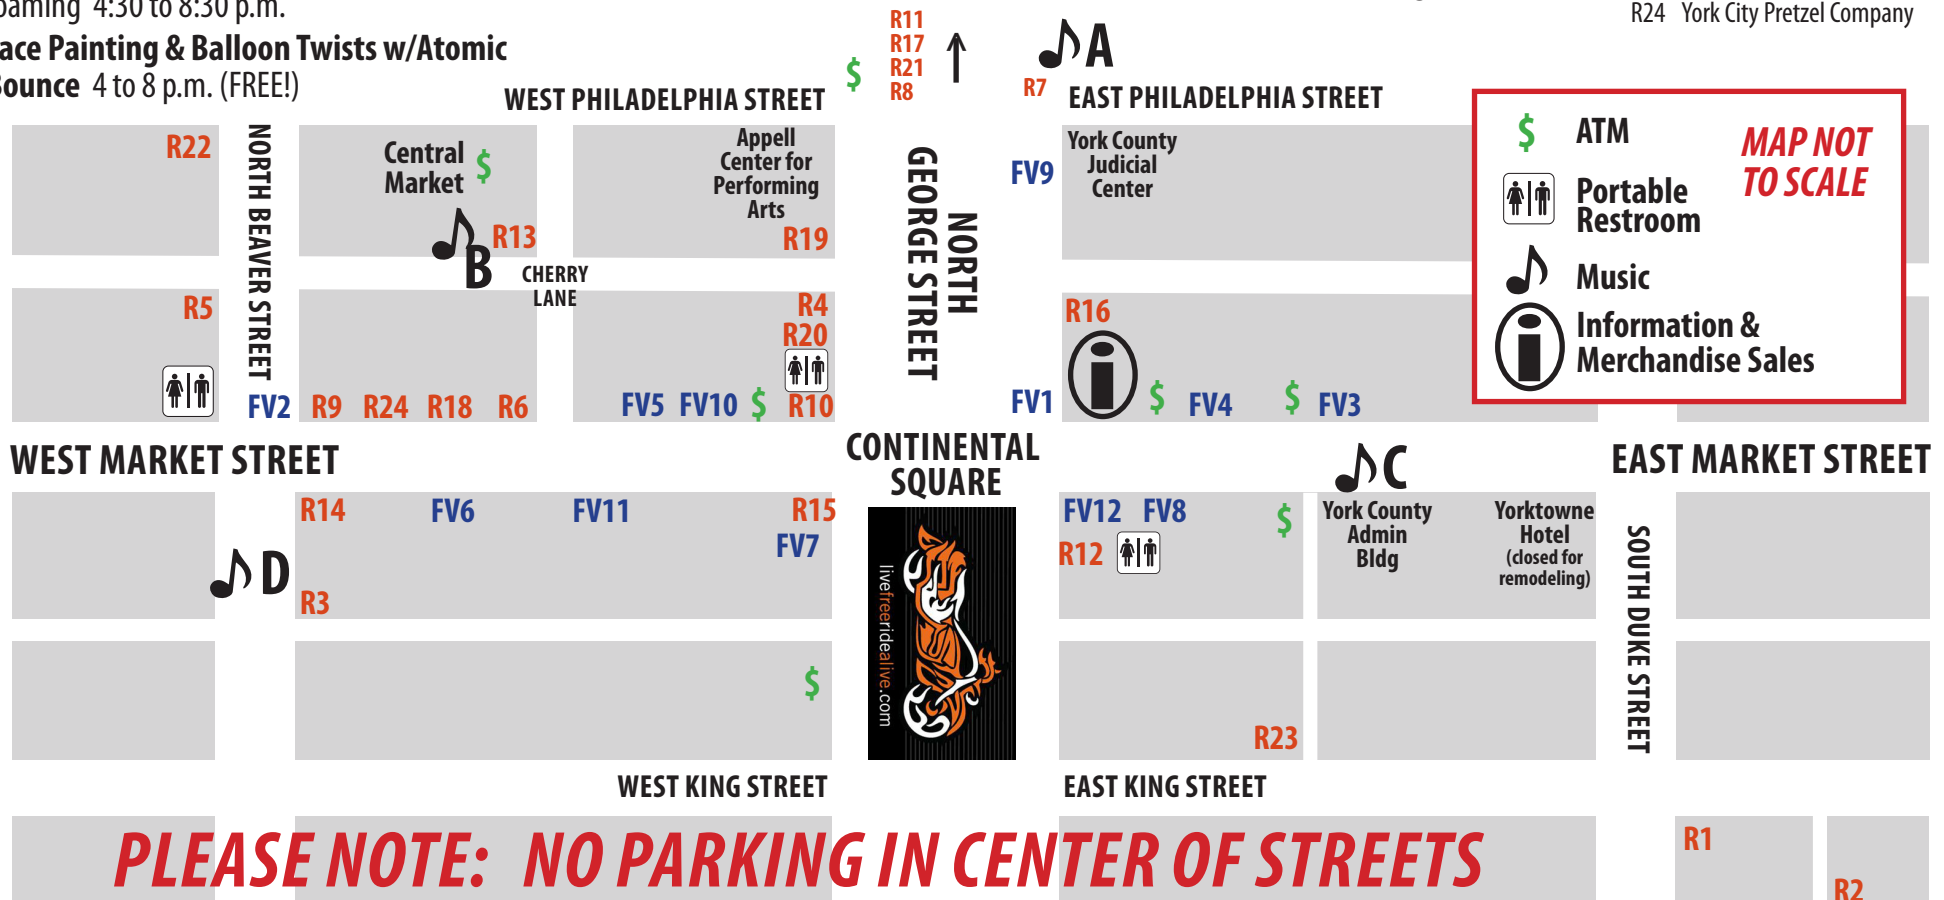 oaming 4:30 to 8:30 p.m.
ace Painting & Balloon Twists w/Atomic
ounce 4 to 8 p.m. (FREE!)
R24 York City Pretzel Company
R11
R17
R21
R8
$
A
R7
WEST PHILADELPHIA STREET
EAST PHILADELPHIA STREET
R22
NORTH BEAVER STREET
Central
Market
$
B
R13
CHERRY
LANE
Appell
Center for
Performing
Arts
R19
NORTH
GEORGE STREET
FV9
York County
Judicial
Center
$ ATM
Portable
Restroom
Music
Information &
Merchandise Sales
MAP NOT
TO SCALE
R5
R4
R20
R16
FV2 R9 R24 R18 R6
FV5 FV10 $ R10
FV1
$ FV4 $ FV3
WEST MARKET STREET
CONTINENTAL
SQUARE
C
EAST MARKET STREET
R14 FV6 FV11 R15
FV7
D
R3
livefreeridealive.com
FV12 FV8
R12
$
York County
Admin
Bldg
Yorktowne
Hotel
(closed for
remodeling)
SOUTH DUKE STREET
$
R23
WEST KING STREET
EAST KING STREET
PLEASE NOTE: NO PARKING IN CENTER OF STREETS
R1
R2